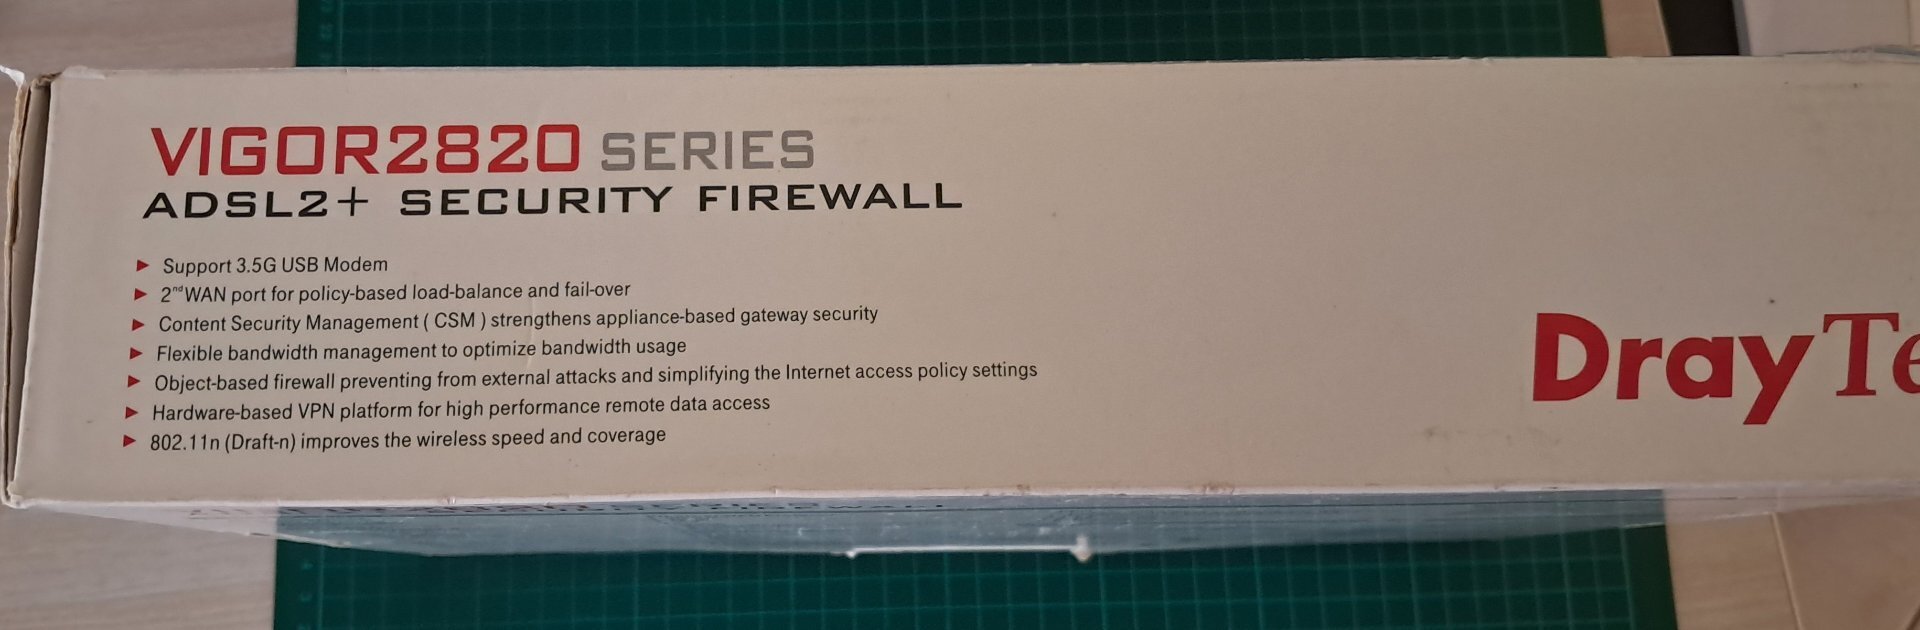 VIGOR2820 SERIES
ADSL2+ SECURITY FIREWALL
Support 3.5G USB Modem
2nd WAN port for policy-based load-balance and fail-over
Content Security Management ( CSM ) strengthens appliance-based gateway security
Flexible bandwidth management to optimize bandwidth usage
Object-based firewall preventing from external attacks and simplifying the Internet access policy settings
Hardware-based VPN platform for high performance remote data access
802.11n (Draft-n) improves the wireless speed and coverage
DrayTe